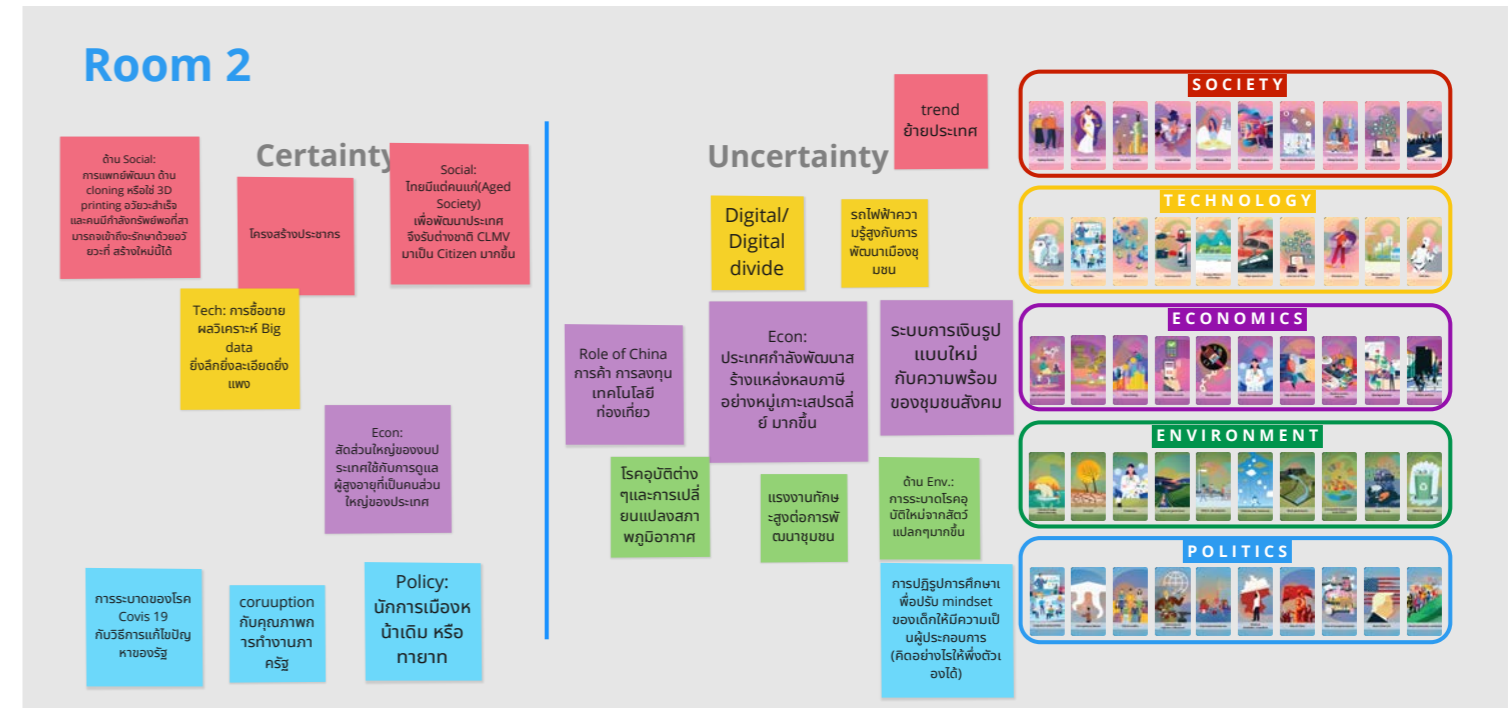 Room 2
Certainty
ด้าน Social:
การแพทย์พัฒนา ด้าน
cloning หรือใช่ 3D
printing อวัยวะสำเร็จ
และคนมีกำลังทรัพย์พอที่สา
มารถจเข้าถึงะรักษาด้วยอวั
ยวะที่ สร้างใหม่นี้ได้
โครงสร้างประชากร
Social:
ไทยมีแต่คนแก่(Aged
Society)
เพื่อพัฒนาประเทศ
จึงรับต่างชาติ CLMV
มาเป็น Citizen มากขึ้น
Tech: การซื้อขาย
ผลวิเคราะห์ Big
data
ยิ่งลึกยิ่งละเอียดยิ่ง
แพง
Econ:
สัดส่วนใหญ่ของงบป
ระเทศใช้กับการดูแล
ผู้สูงอายุที่เป็นคนส่วน
ใหญ่ของประเทศ
การระบาดของโรค
Covis 19
กับวิธีการแก้ไขปัญ
หาของรัฐ
coruuption
กับคุณภาพกา
รทำงานภา
ครัฐ
Policy:
นักการเมืองห
น้าเดิม หรือ
ทายาท
Uncertainty
trend
ย้ายประเทศ
Digital/
Digital
divide
รถไฟฟ้าควา
มรู้สูงกับการ
พัฒนาเมืองชุ
มชน
Role of China
การค้า การลงทุน
เทคโนโลยี
ท่องเที่ยว
Econ:
ประเทศกำลังพัฒนาส
ร้างแหล่งหลบภาษี
อย่างหมู่เกาะเสปรดลี่
ย์ มากขึ้น
ระบบการเงินรูป
แบบใหม่
กับความพร้อม
ของชุมชนสังคม
โรคอุบัติต่าง
ๆและการเปลี่
ยนแปลงสภา
พภูมิอากาศ
แรงงานทักษ
ะสูงต่อการพั
ฒนาชุมชน
ด้าน Env.:
การระบาดโรคอุ
บัติใหม่จากสัตว์
แปลกๆมากขึ้น
การปฏิรูปการศึกษาเ
พื่อปรับ mindset
ของเด็กให้มีความเป็
นผู้ประกอบการ
(คิดอย่างไรให้พึ่งตัวเ
องได้)
SOCIETY
TECHNOLOGY
ECONOMICS
ENVIRONMENT
POLITICS